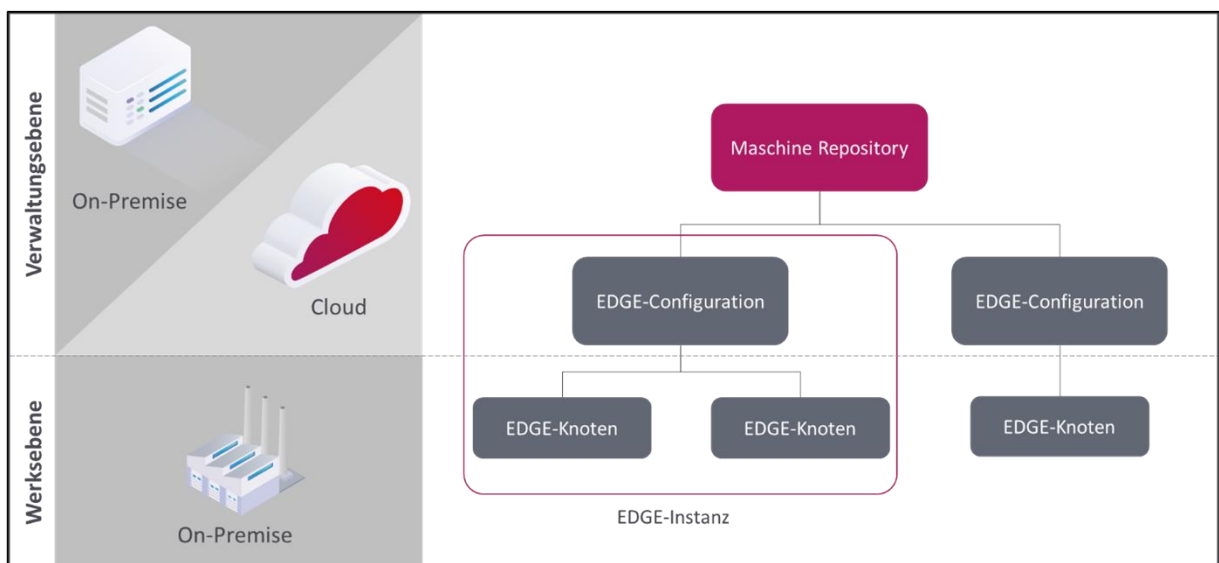 Verwaltungsebene
On-Premise
Cloud
Maschine Repository
EDGE-Configuration
EDGE-Configuration
Werksebene
On-Premise
EDGE-Knoten
EDGE-Knoten
EDGE-Knoten
EDGE-Instanz